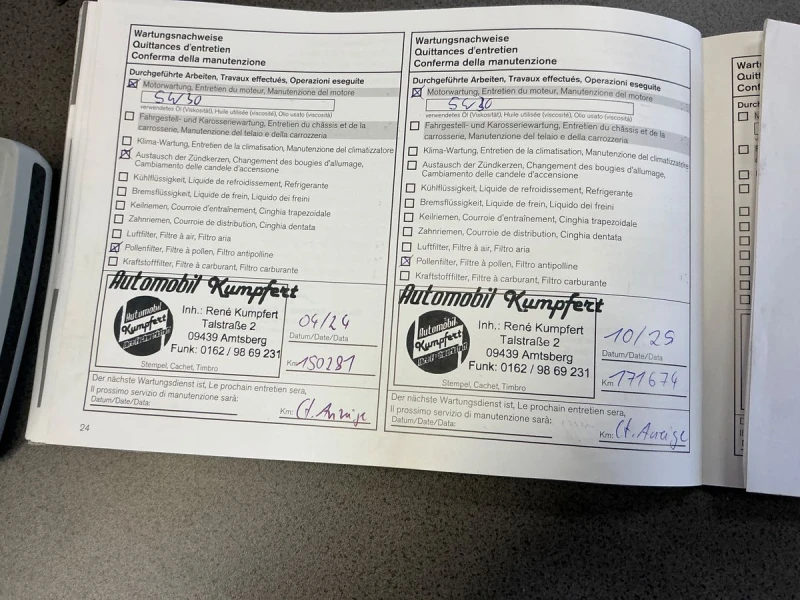 Wartungsnachweise
Quittances d'entretien
Conferma della manutenzione
Durchgeführte Arbeiten, Travaux effectués, Operazioni eseguite
Motorwartung, Entretien du moteur, Manutenzione del motore
5W30
verwendetes Öl (Viskosität), Huile utilisée (viscosité), Olio usato (viscosità)
Fahrgestell- und Karosseriewartung, Entretien du châssis et de la
carrosserie, Manutenzione del telaio e della carrozzeria
Klima-Wartung, Entretien de la climatisation, Manutenzione del climatizzatore
Austausch der Zündkerzen, Changement des bougies d'allumage,
Cambiamento delle candele d'accensione
Kühlflüssigkeit, Liquide de refroidissement, Refrigerante
Bremsflüssigkeit, Liquide de frein, Liquido dei freini
Keilriemen, Courroie d'entraînement, Cinghia trapezoidale
Zahnriemen, Courroie de distribution, Cinghia dentata
Luftfilter, Filtre à air, Filtro aria
Pollenfilter, Filtre à pollen, Filtro antipolline
Kraftstofffilter, Filtre à carburant, Filtro carburante
Automobil Kumpfert
Automobil
Kumpfert
Inh.: René Kumpfert
Talstraße 2
09439 Amtsberg
Funk: 0162 / 98 69 231
04/24
Datum/Date/Data
Km 150281
Stempel, Cachet, Timbro
Der nächste Wartungsdienst ist, Le prochain entretien sera,
Il prossimo servizio di manutenzione sarà:
Datum/Date/Data:
Km: lt. Anzeige
24
Wartungsnachweise
Quittances d'entretien
Conferma della manutenzione
Durchgeführte Arbeiten, Travaux effectués, Operazioni eseguite
Motorwartung, Entretien du moteur, Manutenzione del motore
5W30
verwendetes Öl (Viskosität), Huile utilisée (viscosité), Olio usato (viscosità)
Fahrgestell- und Karosseriewartung, Entretien du châssis et de la
carrosserie, Manutenzione del telaio e della carrozzeria
Klima-Wartung, Entretien de la climatisation, Manutenzione del climatizzatore
Austausch der Zündkerzen, Changement des bougies d'allumage,
Cambiamento delle candele d'accensione
Kühlflüssigkeit, Liquide de refroidissement, Refrigerante
Bremsflüssigkeit, Liquide de frein, Liquido dei freini
Keilriemen, Courroie d'entraînement, Cinghia trapezoidale
Zahnriemen, Courroie de distribution, Cinghia dentata
Luftfilter, Filtre à air, Filtro aria
Pollenfilter, Filtre à pollen, Filtro antipolline
Kraftstofffilter, Filtre à carburant, Filtro carburante
Automobil Kumpfert
Automobil
Kumpfert
Inh.: René Kumpfert
Talstraße 2
09439 Amtsberg
Funk: 0162 / 98 69 231
10/25
Datum/Date/Data
Km 171674
Stempel, Cachet, Timbro
Der nächste Wartungsdienst ist, Le prochain entretien sera,
Il prossimo servizio di manutenzione sarà:
Datum/Date/Data:
Km: lt. Anzeige